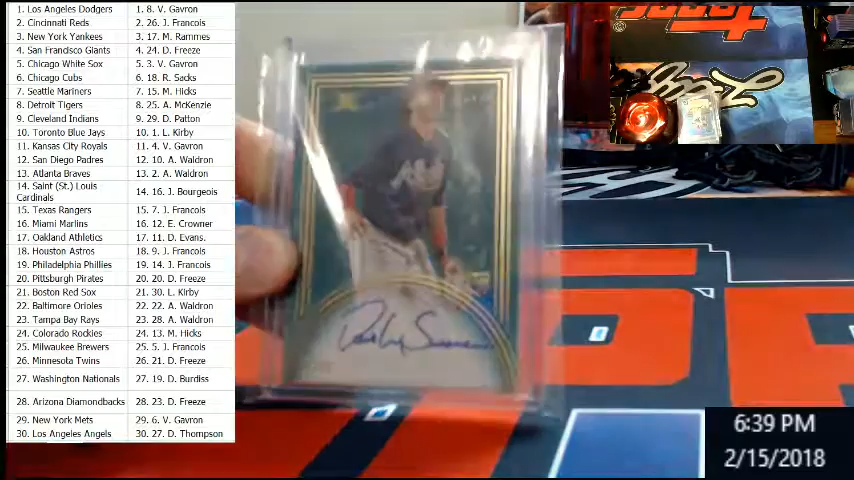 1. Los Angeles Dodgers 1. 8. V. Gavron
2. Cincinnati Reds 2. 26. J. Francois
3. New York Yankees 3. 17. M. Rammes
4. San Francisco Giants 4. 24. D. Freeze
5. Chicago White Sox 5. 3. V. Gavron
6. Chicago Cubs 6. 18. R. Sacks
7. Seattle Mariners 7. 15. M. Hicks
8. Detroit Tigers 8. 25. A. McKenzie
9. Cleveland Indians 9. 29. D. Patton
10. Toronto Blue Jays 10. 1. L. Kirby
11. Kansas City Royals 11. 4. V. Gavron
12. San Diego Padres 12. 10. A. Waldron
13. Atlanta Braves 13. 2. A. Waldron
14. Saint (St.) Louis
Cardinals 14. 16. J. Bourgeois
15. Texas Rangers 15. 7. J. Francois
16. Miami Marlins 16. 12. E. Crowner
17. Oakland Athletics 17. 11. D. Evans.
18. Houston Astros 18. 9. J. Francois
19. Philadelphia Phillies 19. 14. J. Francois
20. Pittsburgh Pirates 20. 20. D. Freeze
21. Boston Red Sox 21. 30. L. Kirby
22. Baltimore Orioles 22. 22. A. Waldron
23. Tampa Bay Rays 23. 28. A. Waldron
24. Colorado Rockies 24. 13. M. Hicks
25. Milwaukee Brewers 25. 5. J. Francois
26. Minnesota Twins 26. 21. D. Freeze
27. Washington Nationals 27. 19. D. Burdiss
28. Arizona Diamondbacks 28. 23. D. Freeze
29. New York Mets 29. 6. V. Gavron
30. Los Angeles Angels 30. 27. D. Thompson
topps
6:39 PM
2/15/2018